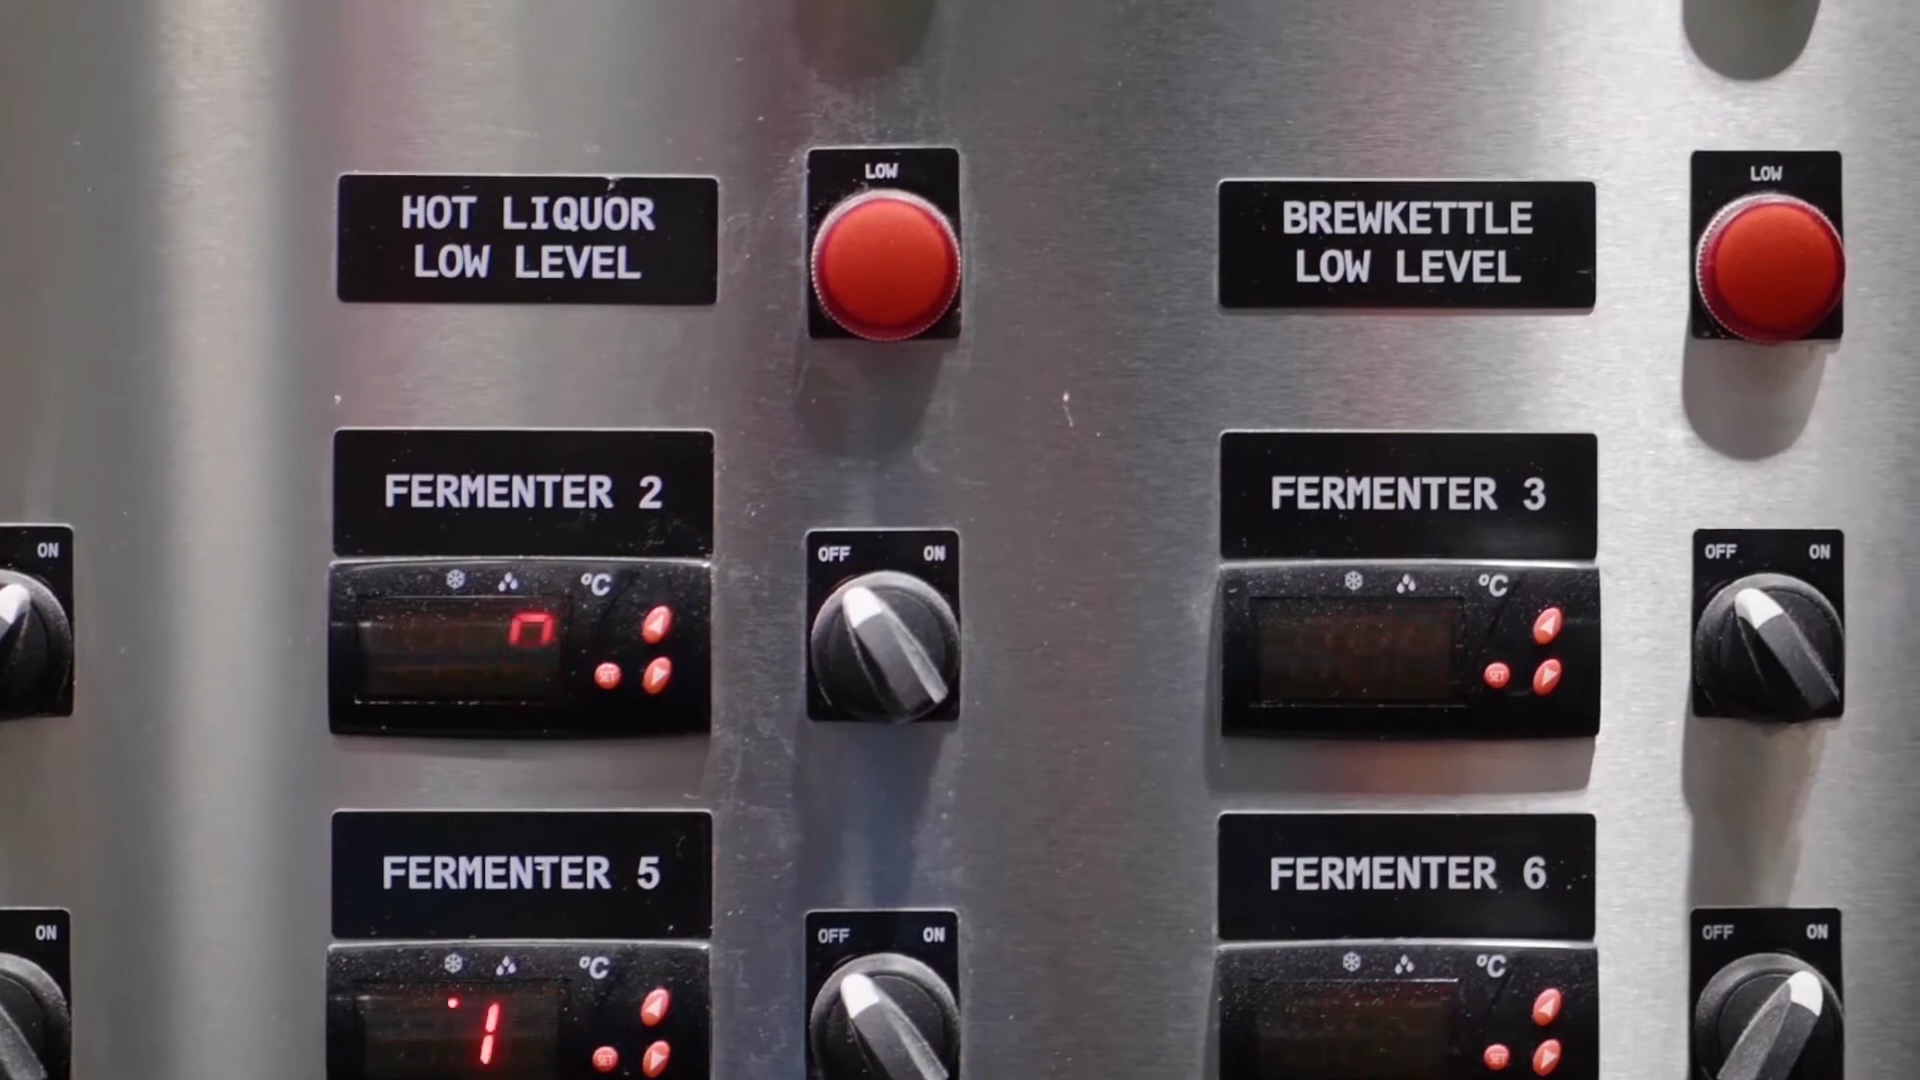 LOW
LOW
HOT LIQUOR
LOW LEVEL
BREWKETTLE
LOW LEVEL
FERMENTER 2
FERMENTER 3
ON
OFF ON
OFF ON
°C
°C
SET
SET
FERMENTER 5
FERMENTER 6
ON
OFF ON
OFF ON
°C
°C
SET
SET